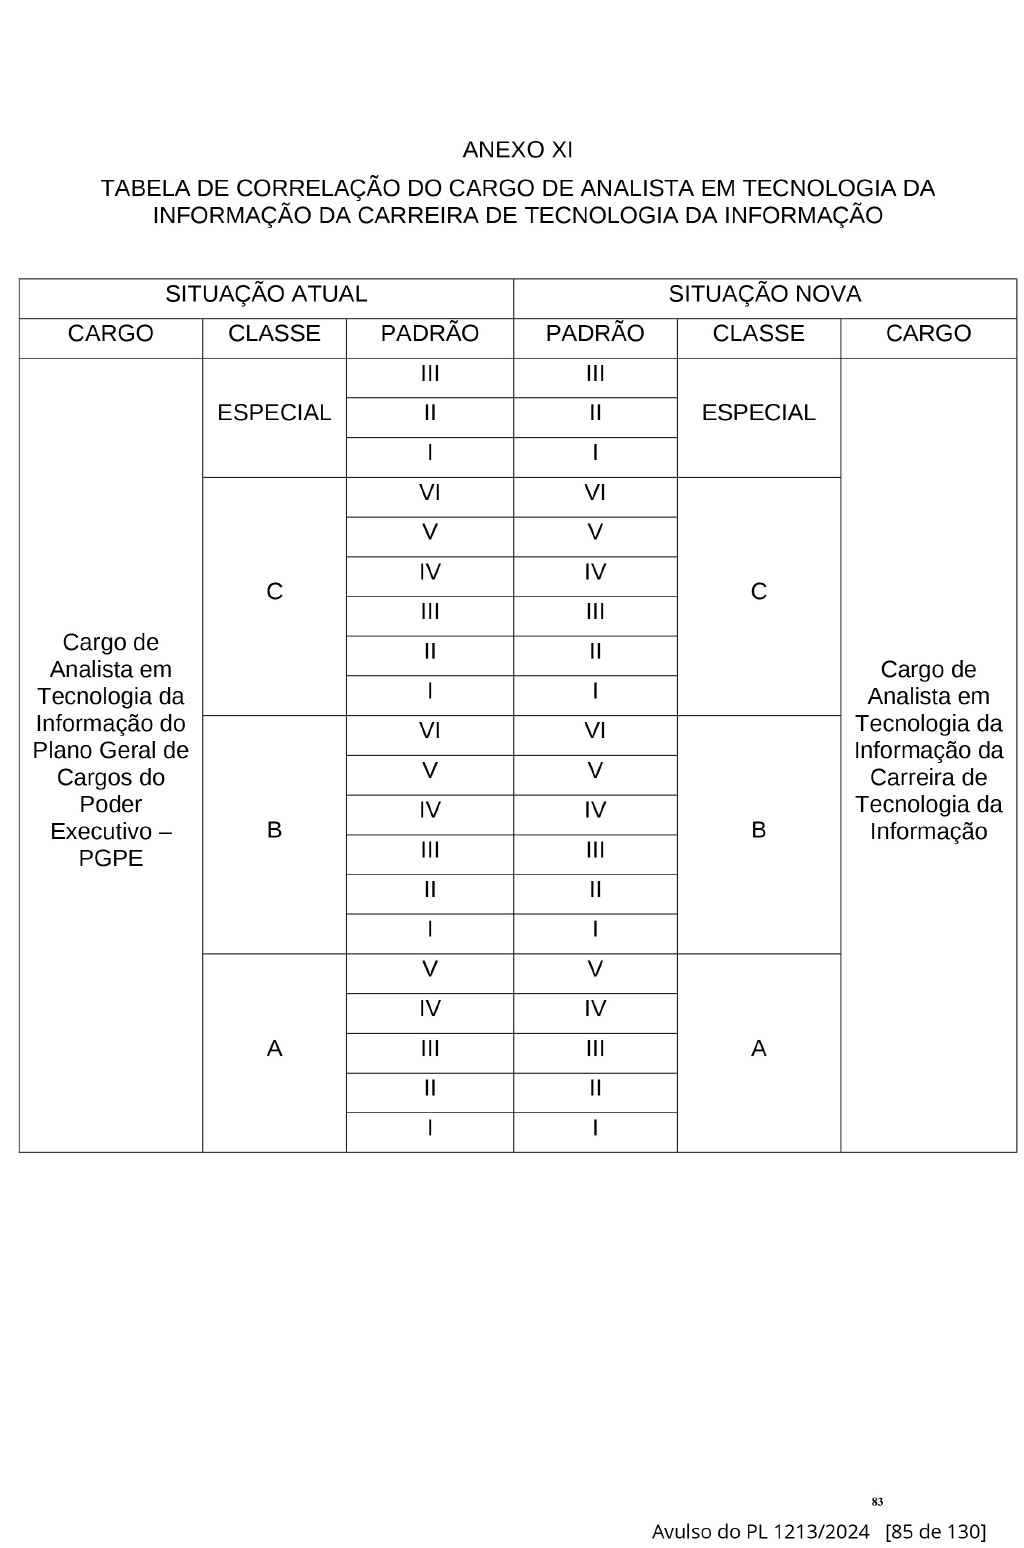 ANEXO XI
TABELA DE CORRELAÇÃO DO CARGO DE ANALISTA EM TECNOLOGIA DA
INFORMAÇÃO DA CARREIRA DE TECNOLOGIA DA INFORMAÇÃO
SITUAÇÃO ATUAL SITUAÇÃO NOVA
CARGO CLASSE PADRÃO PADRÃO CLASSE CARGO
III III
ESPECIAL II II ESPECIAL
I I
VI VI
V V
IV IV
C C
III III
Cargo de
II II
Analista em Cargo de
Tecnologia da I I Analista em
Informação do VI VI Tecnologia da
Plano Geral de Informação da
Cargos do V V Carreira de
Poder IV IV Tecnologia da
Executivo – B B Informação
PGPE III III
II II
I I
V V
IV IV
A III III A
II II
I I
83
Avulso do PL 1213/2024 [85 de 130]